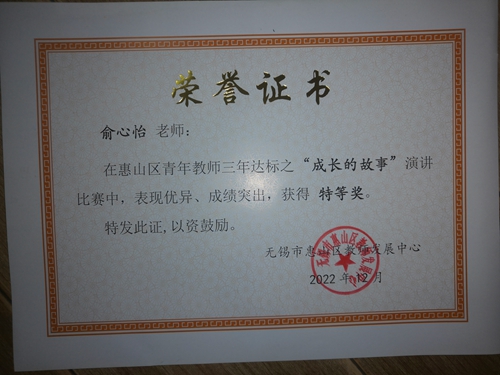 荣誉证书
俞心怡 老师：
在惠山区青年教师三年达标之“成长的故事”演讲
比赛中，表现优异、成绩突出，获得 特等奖。
特发此证,以资鼓励。
无锡市惠山区教师发展中心
2022 年 12 月